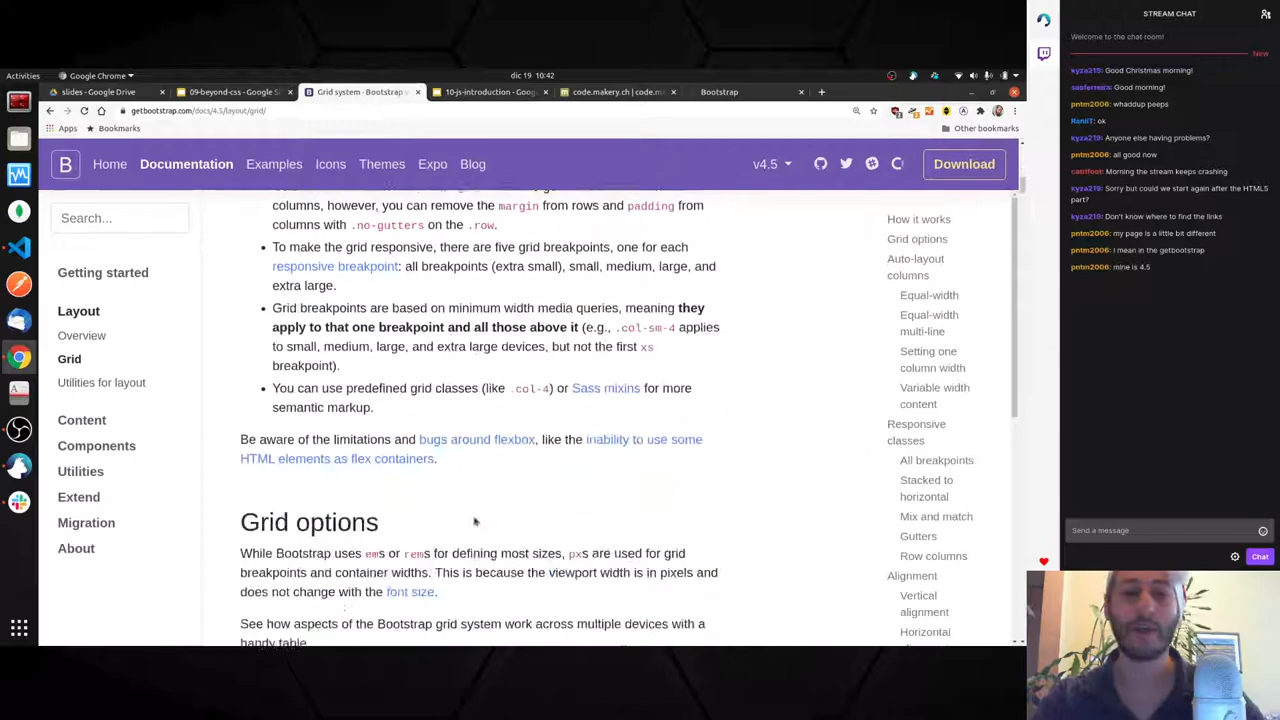 Activities
Google Chrome
dic 19 10:42
slides - Google Drive
09-beyond-css - Google Sl
Grid system · Bootstrap v
10-js-introduction - Goog
code.makery.ch | code.m
Bootstrap
getbootstrap.com/docs/4.5/layout/grid/
Apps
Bookmarks
Other bookmarks
B
Home
Documentation
Examples
Icons
Themes
Expo
Blog
v4.5
Download
Search...
Getting started
Layout
Overview
Grid
Utilities for layout
Content
Components
Utilities
Extend
Migration
About
columns, however, you can remove the margin from rows and padding from
columns with .no-gutters on the .row.
To make the grid responsive, there are five grid breakpoints, one for each
responsive breakpoint: all breakpoints (extra small), small, medium, large, and
extra large.
Grid breakpoints are based on minimum width media queries, meaning they
apply to that one breakpoint and all those above it (e.g., .col-sm-4 applies
to small, medium, large, and extra large devices, but not the first xs
breakpoint).
You can use predefined grid classes (like .col-4) or Sass mixins for more
semantic markup.
Be aware of the limitations and bugs around flexbox, like the inability to use some
HTML elements as flex containers.
Grid options
While Bootstrap uses ems or rems for defining most sizes, pxs are used for grid
breakpoints and container widths. This is because the viewport width is in pixels and
does not change with the font size.
See how aspects of the Bootstrap grid system work across multiple devices with a
handy table.
How it works
Grid options
Auto-layout
columns
Equal-width
Equal-width
multi-line
Setting one
column width
Variable width
content
Responsive
classes
All breakpoints
Stacked to
horizontal
Mix and match
Gutters
Row columns
Alignment
Vertical
alignment
Horizontal
STREAM CHAT
Welcome to the chat room!
New
kyza219: Good Christmas morning!
Good morning!
pntm2006: whaddup peeps
ok
kyza219: Anyone else having problems?
pntm2006: all good now
Morning the stream keeps crashing
kyza219: Sorry but could we start again after the HTML5
part?
kyza219: Don't know where to find the links
pntm2006: my page is a little bit different
pntm2006: I mean in the getbootstrap
pntm2006: mine is 4.5
Send a message
Chat